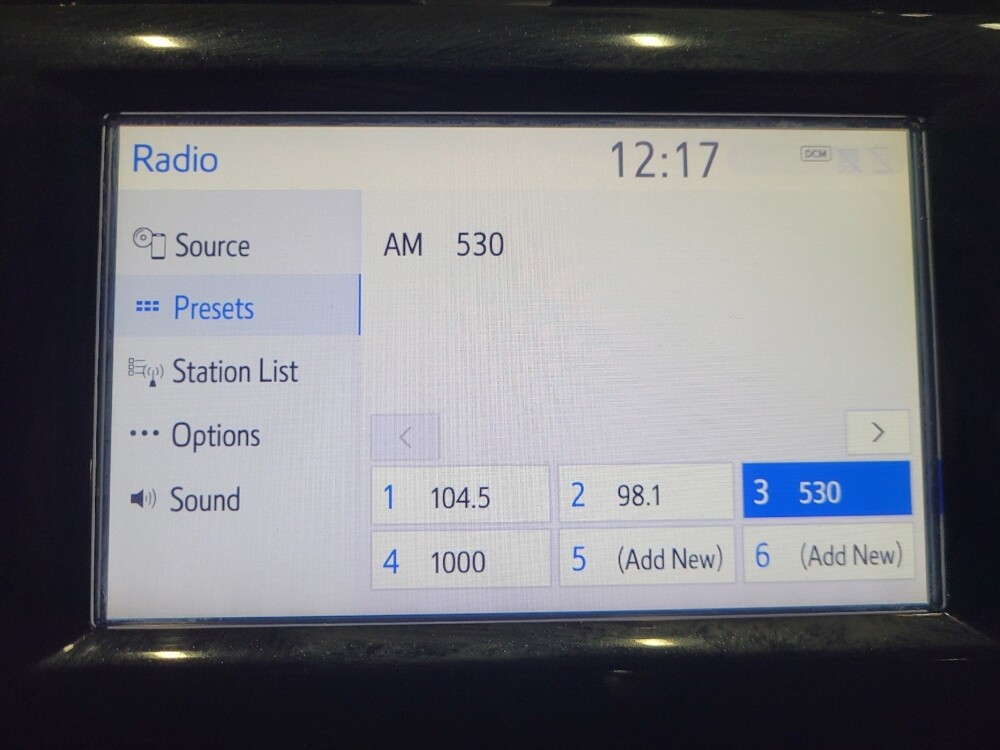 Radio 12:17 DCM
Source
AM 530
Presets
Station List
Options
< >
Sound
1 104.5 2 98.1 3 530
4 1000 5 (Add New) 6 (Add New)